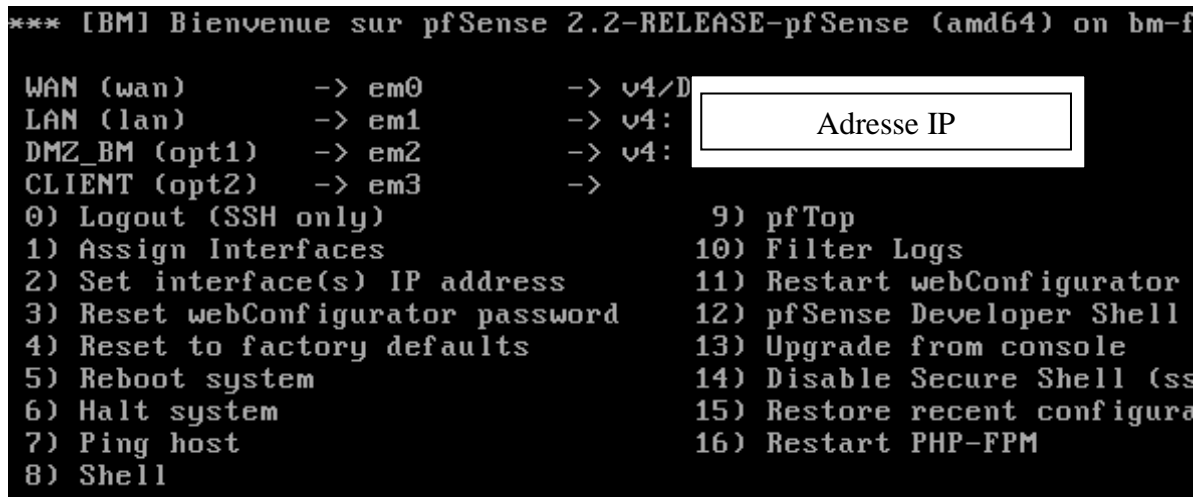 *** [BM] Bienvenue sur pfSense 2.2-RELEASE-pfSense (amd64) on bm-f
WAN (wan) -> em0 -> v4/D
LAN (lan) -> em1 -> v4:
DMZ_BM (opt1) -> em2 -> v4:
CLIENT (opt2) -> em3 ->
Adresse IP
0) Logout (SSH only) 9) pfTop
1) Assign Interfaces 10) Filter Logs
2) Set interface(s) IP address 11) Restart webConfigurator
3) Reset webConfigurator password 12) pfSense Developer Shell
4) Reset to factory defaults 13) Upgrade from console
5) Reboot system 14) Disable Secure Shell (ss
6) Halt system 15) Restore recent configura
7) Ping host 16) Restart PHP-FPM
8) Shell